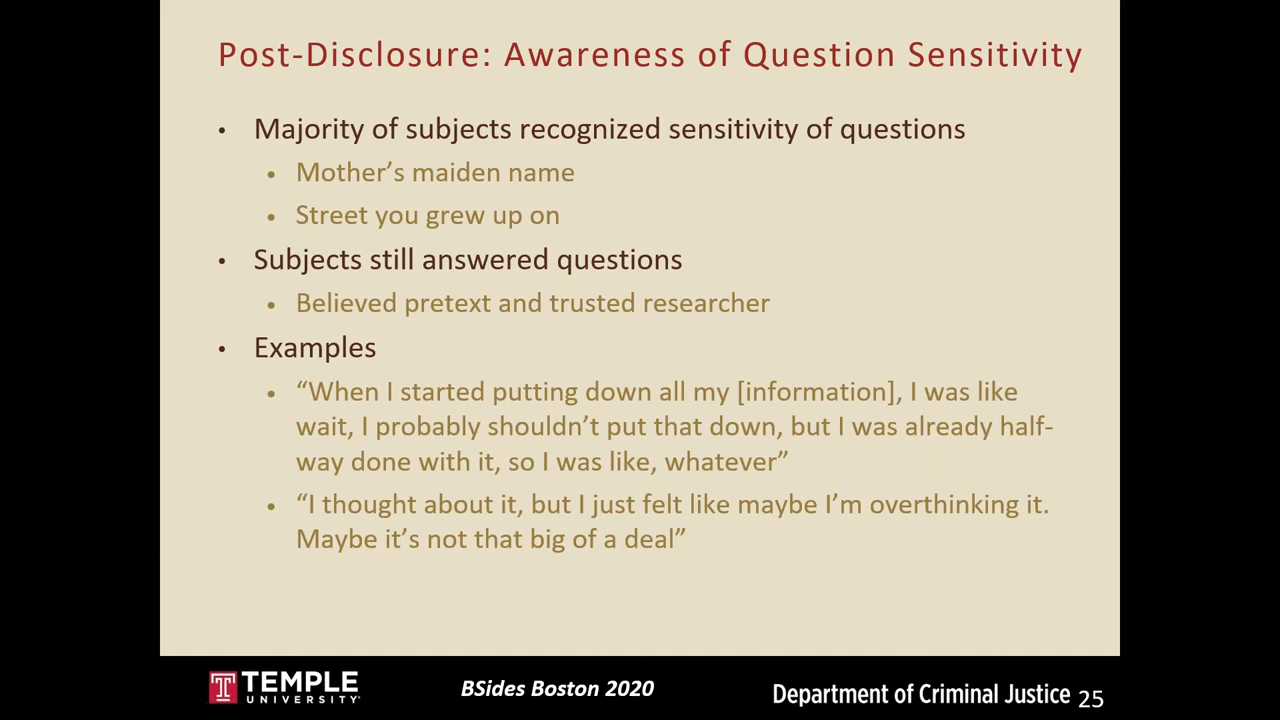 Post-Disclosure: Awareness of Question Sensitivity
• Majority of subjects recognized sensitivity of questions
• Mother’s maiden name
• Street you grew up on
• Subjects still answered questions
• Believed pretext and trusted researcher
• Examples
• “When I started putting down all my [information], I was like
wait, I probably shouldn’t put that down, but I was already half-
way done with it, so I was like, whatever”
• “I thought about it, but I just felt like maybe I’m overthinking it.
Maybe it’s not that big of a deal”
T TEMPLE
UNIVERSITY
BSides Boston 2020
Department of Criminal Justice 25